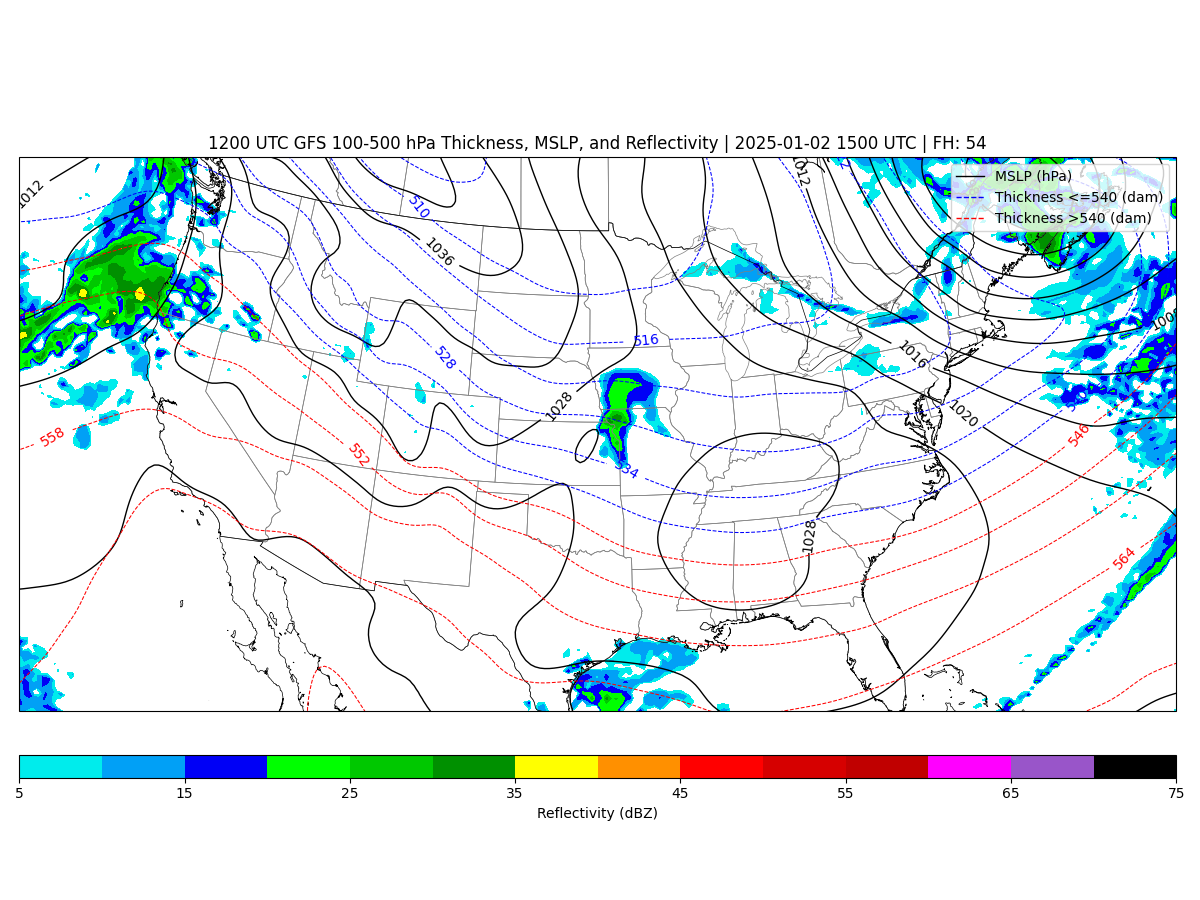 1200 UTC GFS 100-500 hPa Thickness, MSLP, and Reflectivity | 2025-01-02 1500 UTC | FH: 54
MSLP (hPa)
Thickness <=540 (dam)
Thickness >540 (dam)
1012
1012
510
1036
1008
516
1016
528
1028
1020
540
546
558
552
534
1028
564
5 15 25 35 45 55 65 75
Reflectivity (dBZ)